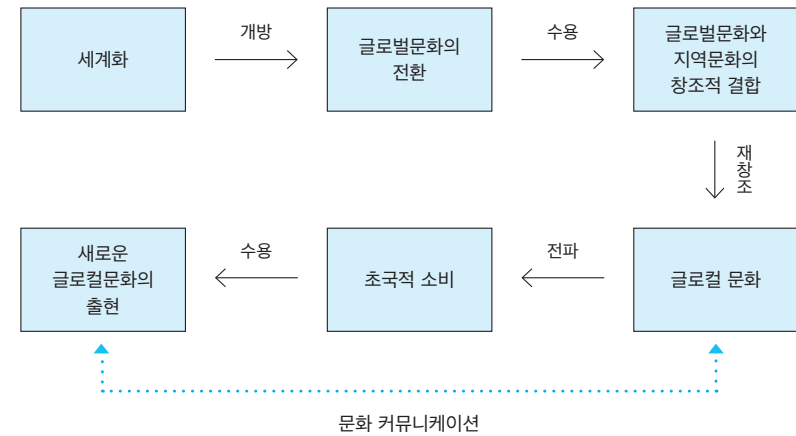 세계화
개방
글로벌문화의
전환
수용
글로벌문화와
지역문화의
창조적 결합
재창조
글로컬 문화
전파
초국적 소비
수용
새로운
글로컬문화의
출현
문화 커뮤니케이션